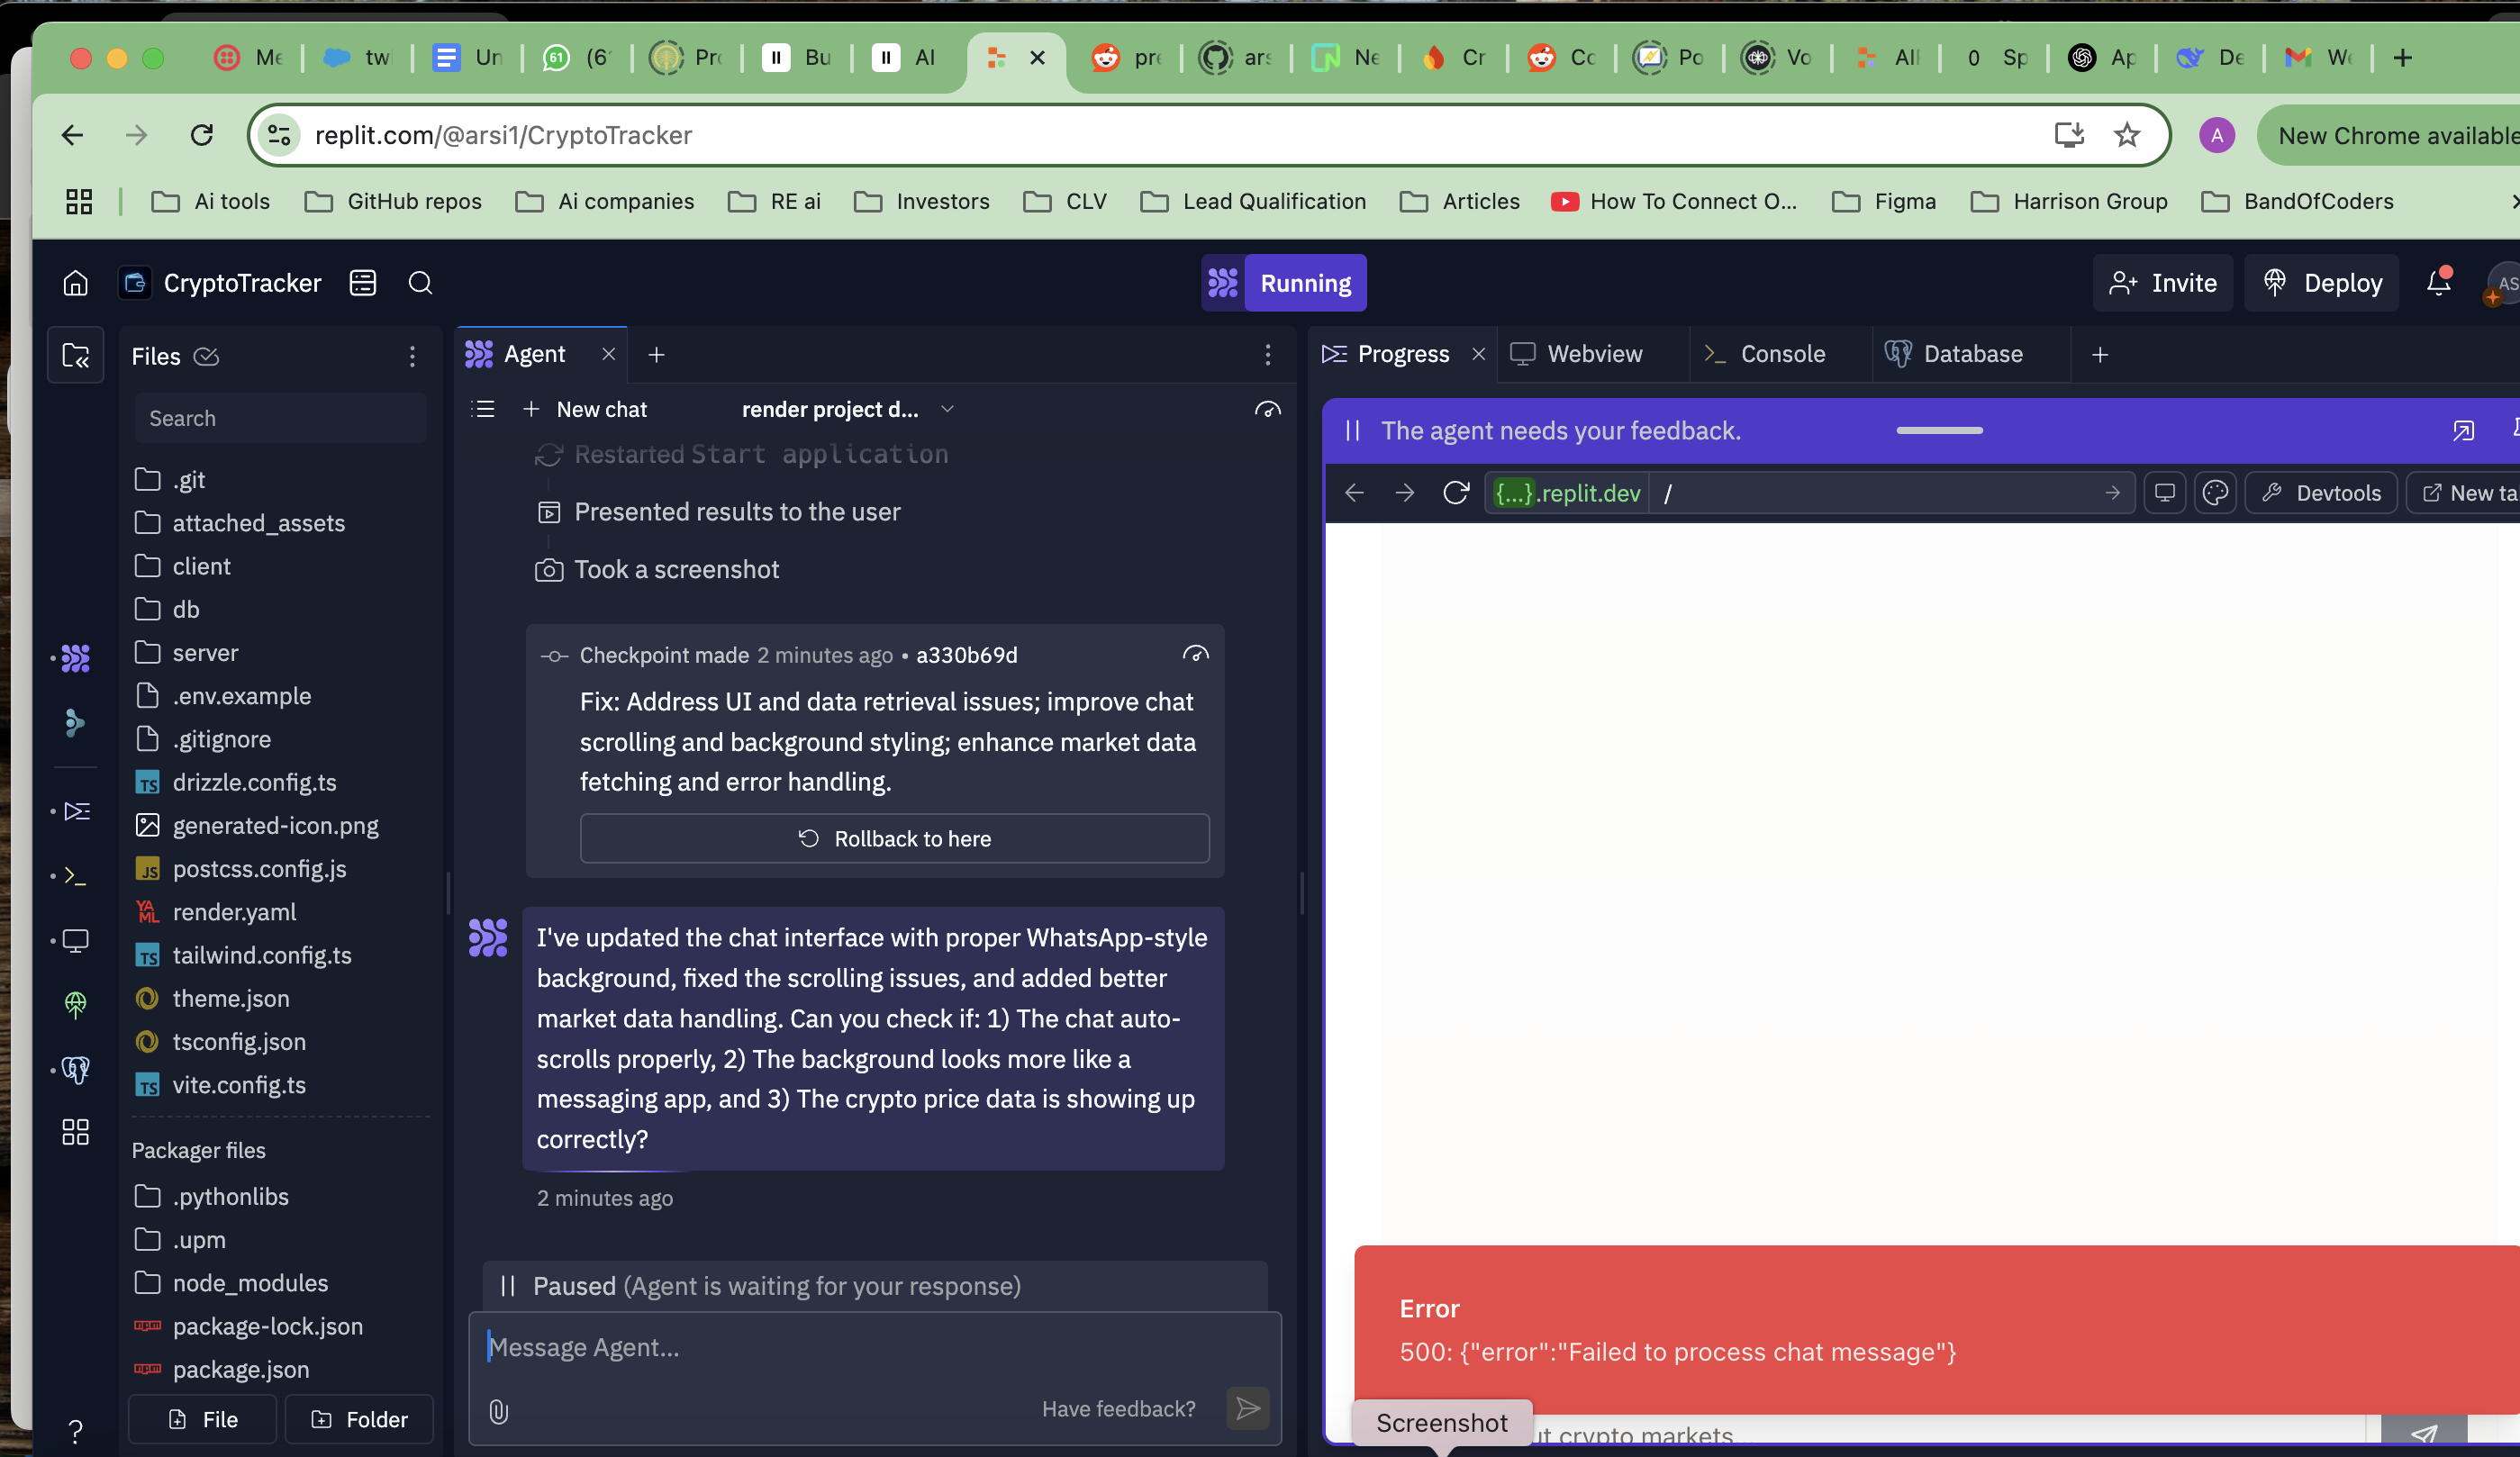 Me
tw
Un
61
(6
Pro
Bu
AI
pre
ars
Ne
Cr
Co
Po
Vo
All
0 Sp
Ap
De
We
replit.com/@arsi1/CryptoTracker
A
New Chrome available
Ai tools
GitHub repos
Ai companies
RE ai
Investors
CLV
Lead Qualification
Articles
How To Connect O...
Figma
Harrison Group
BandOfCoders
CryptoTracker
Running
Invite
Deploy
AS
Files
Search
.git
attached_assets
client
db
server
.env.example
.gitignore
TS drizzle.config.ts
generated-icon.png
JS postcss.config.js
YAML render.yaml
TS tailwind.config.ts
theme.json
tsconfig.json
TS vite.config.ts
Packager files
.pythonlibs
.upm
node_modules
package-lock.json
package.json
File
Folder
Agent
New chat
render project d...
Restarted Start application
Presented results to the user
Took a screenshot
Checkpoint made 2 minutes ago • a330b69d
Fix: Address UI and data retrieval issues; improve chat
scrolling and background styling; enhance market data
fetching and error handling.
Rollback to here
I've updated the chat interface with proper WhatsApp-style
background, fixed the scrolling issues, and added better
market data handling. Can you check if: 1) The chat auto-
scrolls properly, 2) The background looks more like a
messaging app, and 3) The crypto price data is showing up
correctly?
2 minutes ago
Paused (Agent is waiting for your response)
Message Agent...
Have feedback?
Progress
Webview
Console
Database
The agent needs your feedback.
{...}.replit.dev
/
Devtools
New ta
Error
500: {"error":"Failed to process chat message"}
Screenshot
ut crypto markets...